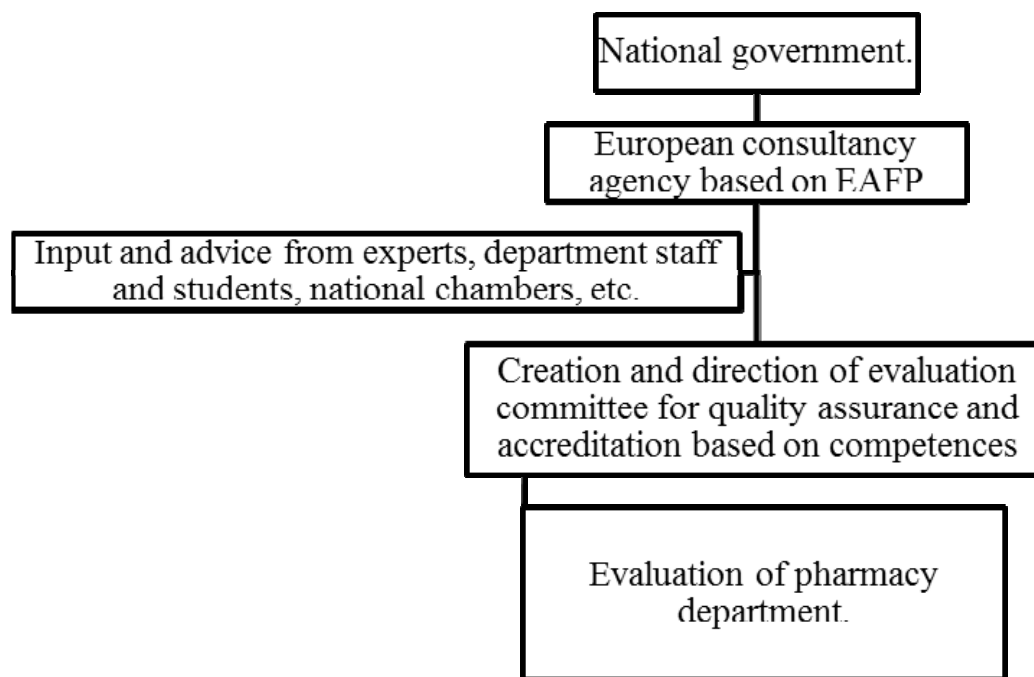 National government.
European consultancy
agency based on EAFP
Input and advice from experts, department staff
and students, national chambers, etc.
Creation and direction of evaluation
committee for quality assurance and
accreditation based on competences
Evaluation of pharmacy
department.